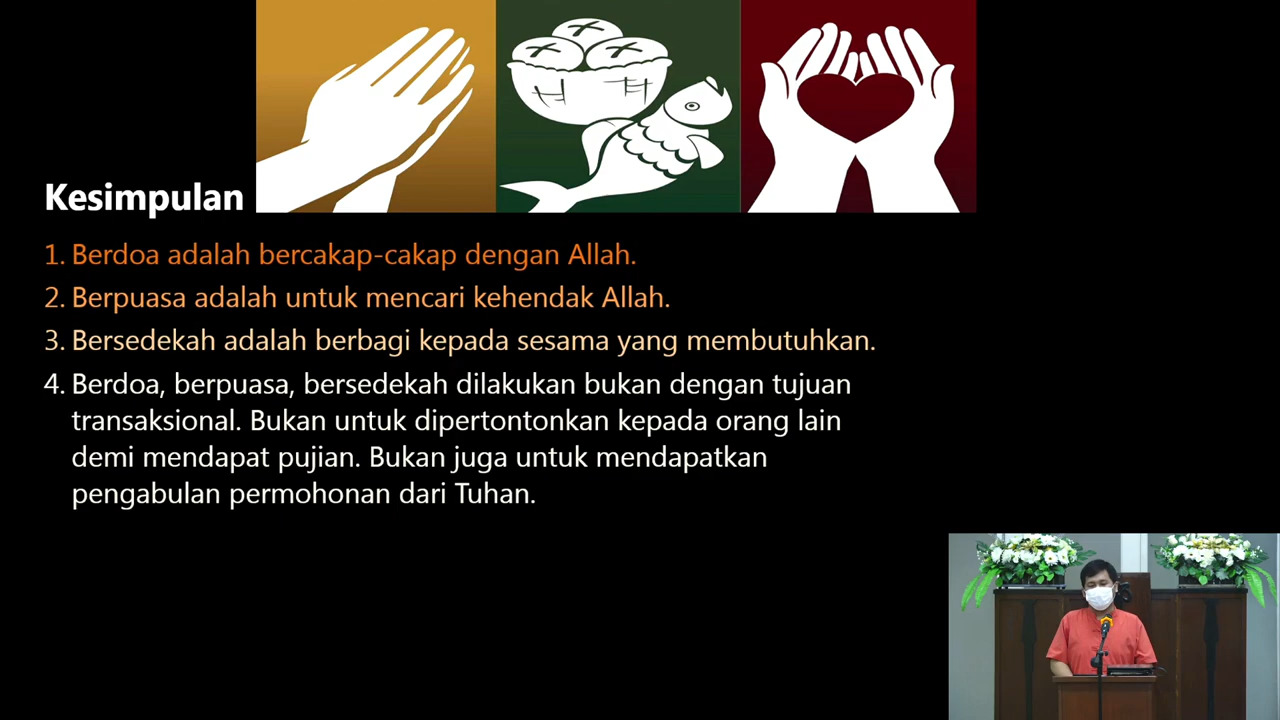 Kesimpulan
1. Berdoa adalah bercakap-cakap dengan Allah.
2. Berpuasa adalah untuk mencari kehendak Allah.
3. Bersedekah adalah berbagi kepada sesama yang membutuhkan.
4. Berdoa, berpuasa, bersedekah dilakukan bukan dengan tujuan
transaksional. Bukan untuk dipertontonkan kepada orang lain
demi mendapat pujian. Bukan juga untuk mendapatkan
pengabulan permohonan dari Tuhan.